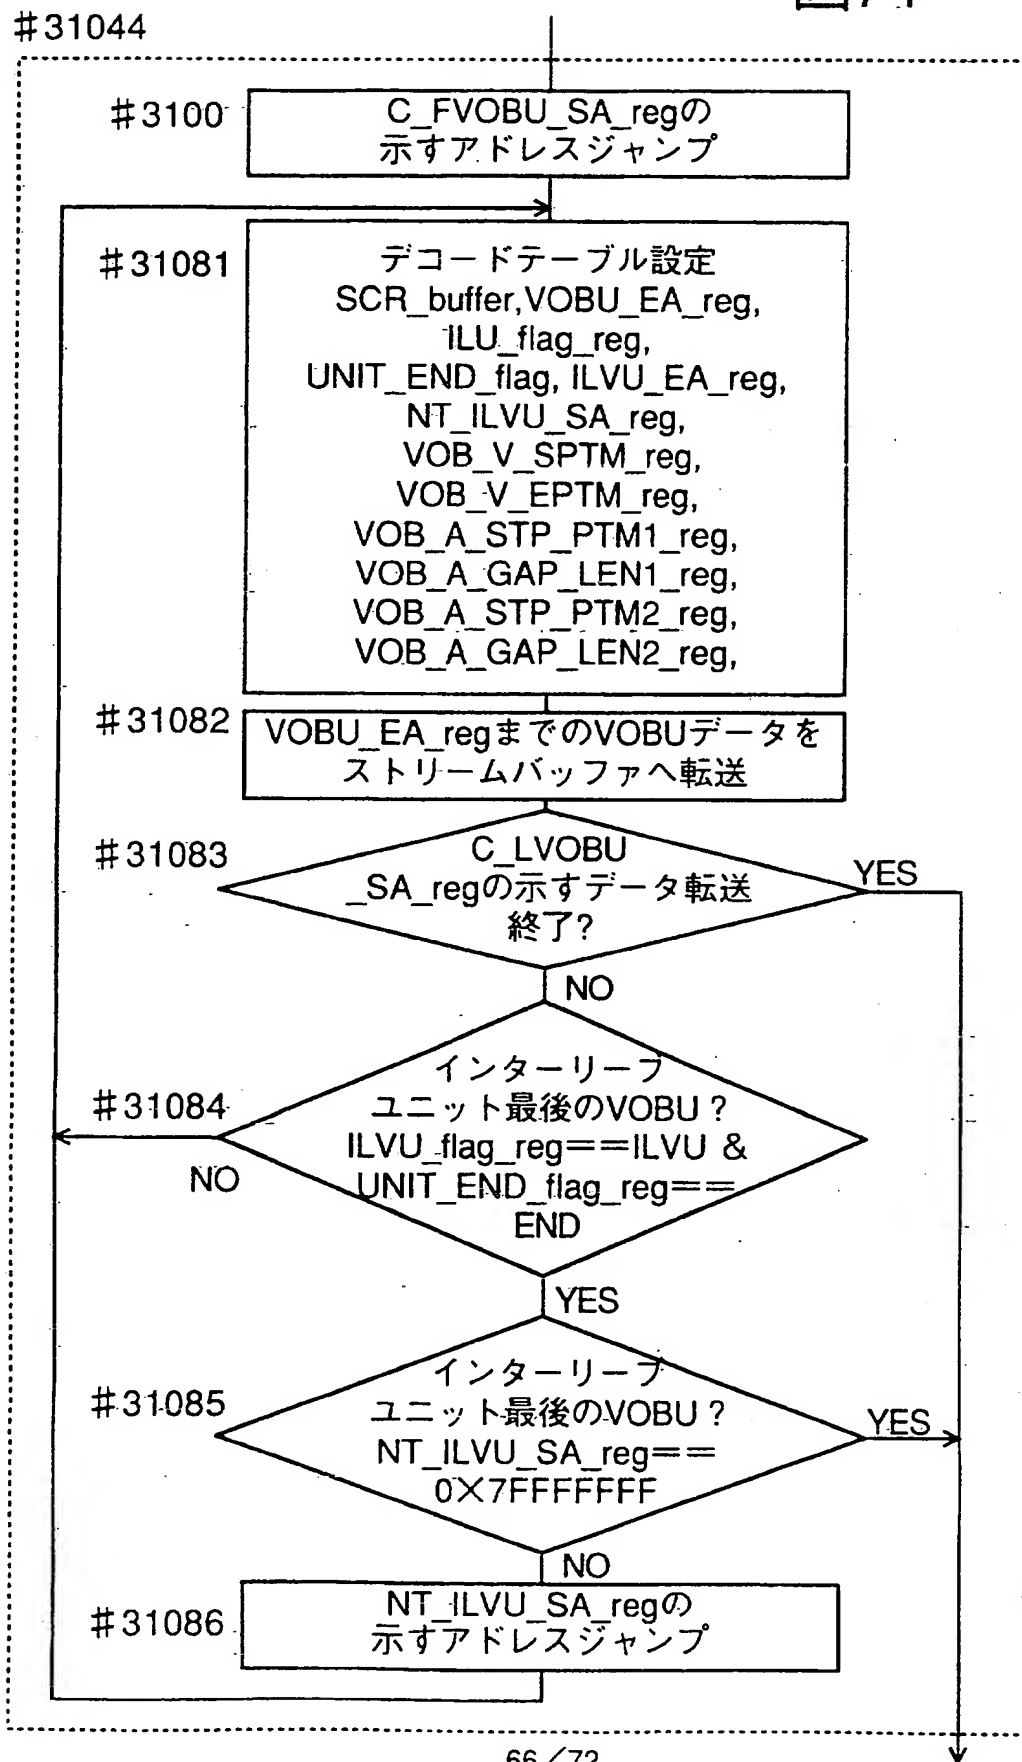 #31044
#3100
C_FVOBU_SA_regの
示すアドレスジャンプ
#31081
デコードテーブル設定
SCR_buffer,VOBU_EA_reg,
ILU_flag_reg,
UNIT_END_flag, ILVU_EA_reg,
NT_ILVU_SA_reg,
VOB_V_SPTM_reg,
VOB_V_EPTM_reg,
VOB_A_STP_PTM1_reg,
VOB_A_GAP_LEN1_reg,
VOB_A_STP_PTM2_reg,
VOB_A_GAP_LEN2_reg,
#31082
VOBU_EA_regまでのVOBUデータを
ストリームバッファへ転送
#31083
C_LVOBU
_SA_regの示すデータ転送
終了?
YES
NO
#31084
インターリーブ
ユニット最後のVOBU?
ILVU_flag_reg==ILVU &
UNIT_END_flag_reg==
END
NO
YES
#31085
インターリーブ
ユニット最後のVOBU?
NT_ILVU_SA_reg==
0X7FFFFFFF
YES
NO
#31086
NT_ILVU_SA_regの
示すアドレスジャンプ
66/72